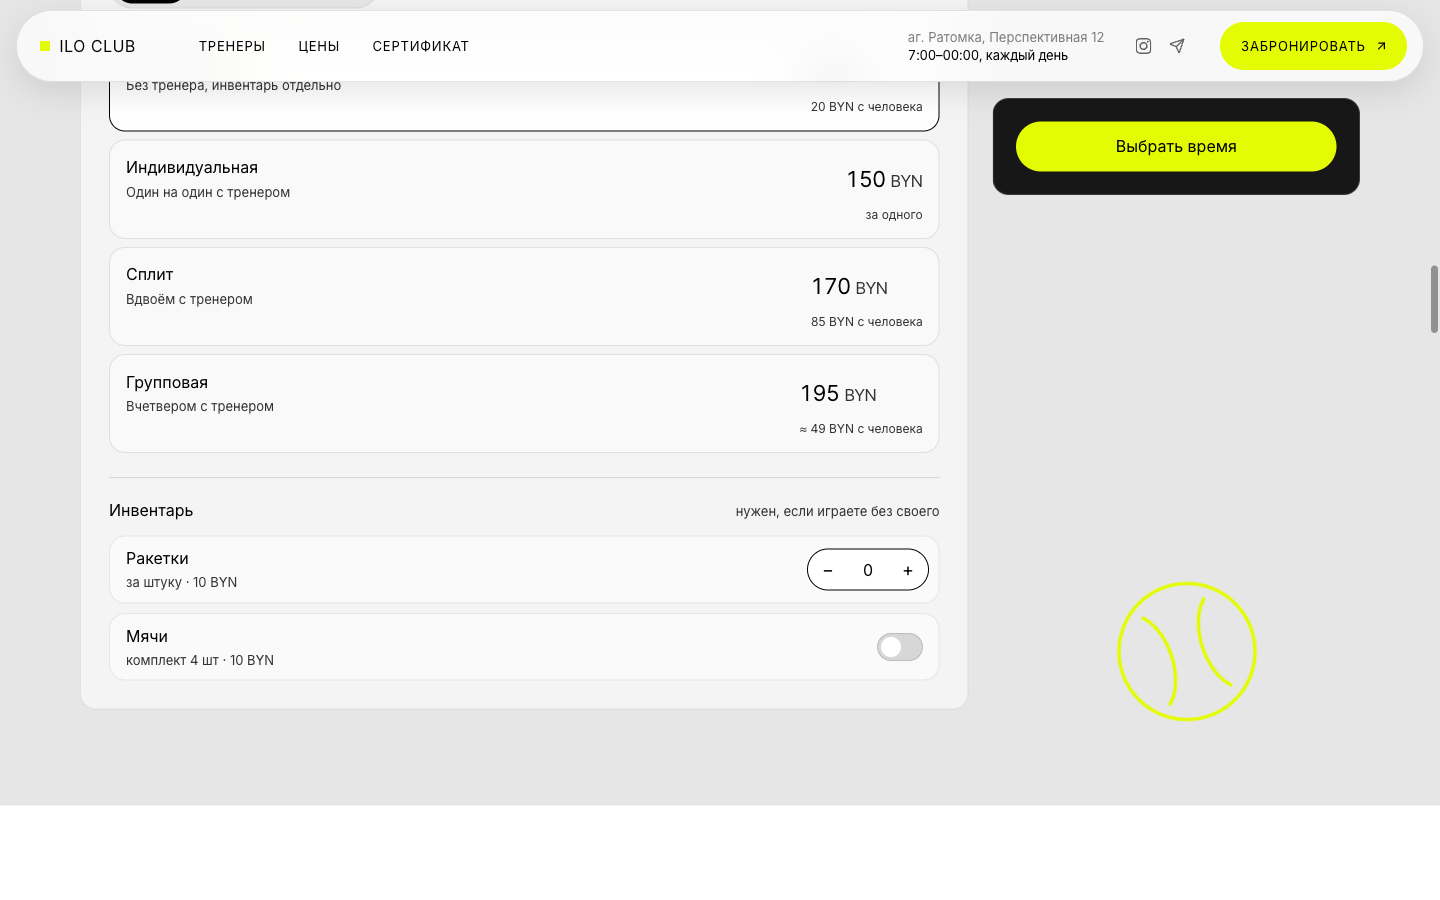 ILO CLUB
ТРЕНЕРЫ
ЦЕНЫ
СЕРТИФИКАТ
аг. Ратомка, Перспективная 12
7:00–00:00, каждый день
ЗАБРОНИРОВАТЬ
Без тренера, инвентарь отдельно
20 BYN с человека
Выбрать время
Индивидуальная
Один на один с тренером
150 BYN
за одного
Сплит
Вдвоём с тренером
170 BYN
85 BYN с человека
Групповая
Вчетвером с тренером
195 BYN
≈ 49 BYN с человека
Инвентарь
нужен, если играете без своего
Ракетки
за штуку · 10 BYN
− 0 +
Мячи
комплект 4 шт · 10 BYN